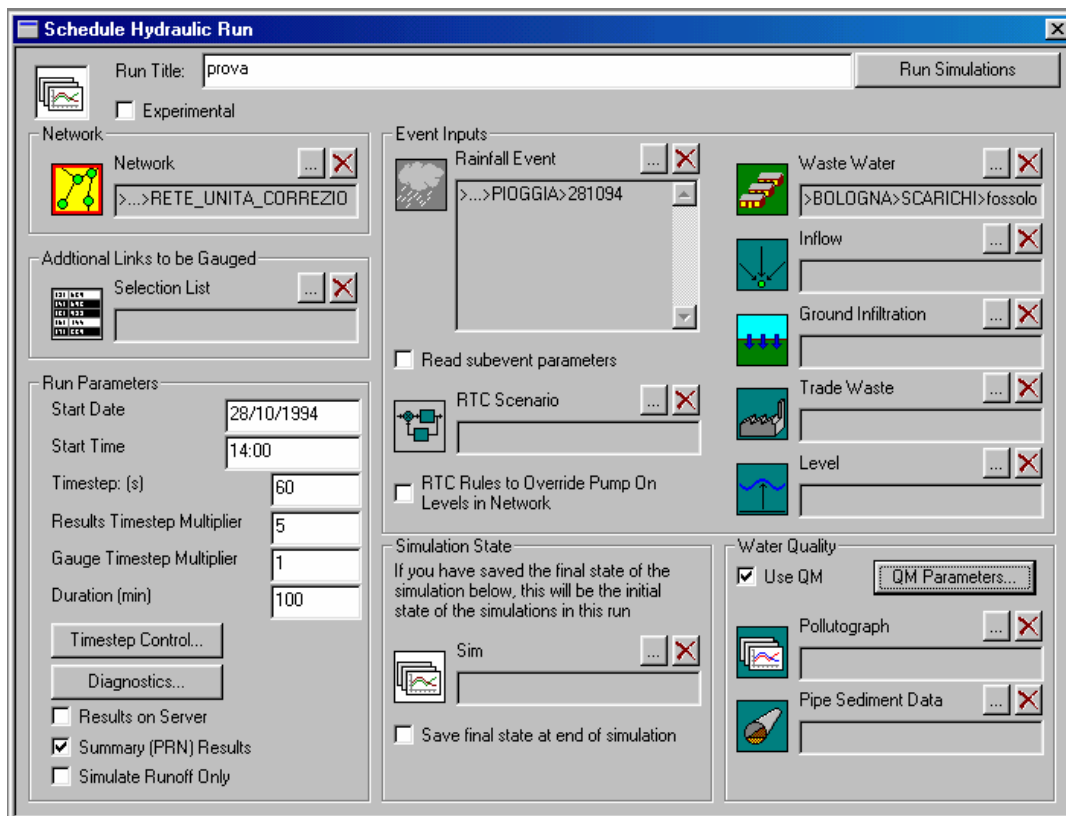 Schedule Hydraulic Run
Run Title: prova
Run Simulations
Experimental
Network
Network
...
>...>RETE_UNITA_CORREZIO
Addtional Links to be Gauged
Selection List
...
Run Parameters
Start Date 28/10/1994
Start Time 14:00
Timestep: (s) 60
Results Timestep Multiplier 5
Gauge Timestep Multiplier 1
Duration (min) 100
Timestep Control...
Diagnostics...
Results on Server
Summary (PRN) Results
Simulate Runoff Only
Event Inputs
Rainfall Event
...
>...>PIOGGIA>281094
Read subevent parameters
RTC Scenario
...
RTC Rules to Override Pump On
Levels in Network
Waste Water
...
>BOLOGNA>SCARICHI>fossolo
Inflow
...
Ground Infiltration
...
Trade Waste
...
Level
...
Simulation State
If you have saved the final state of the
simulation below, this will be the initial
state of the simulations in this run
Sim
...
Save final state at end of simulation
Water Quality
Use QM
QM Parameters...
Pollutograph
...
Pipe Sediment Data
...